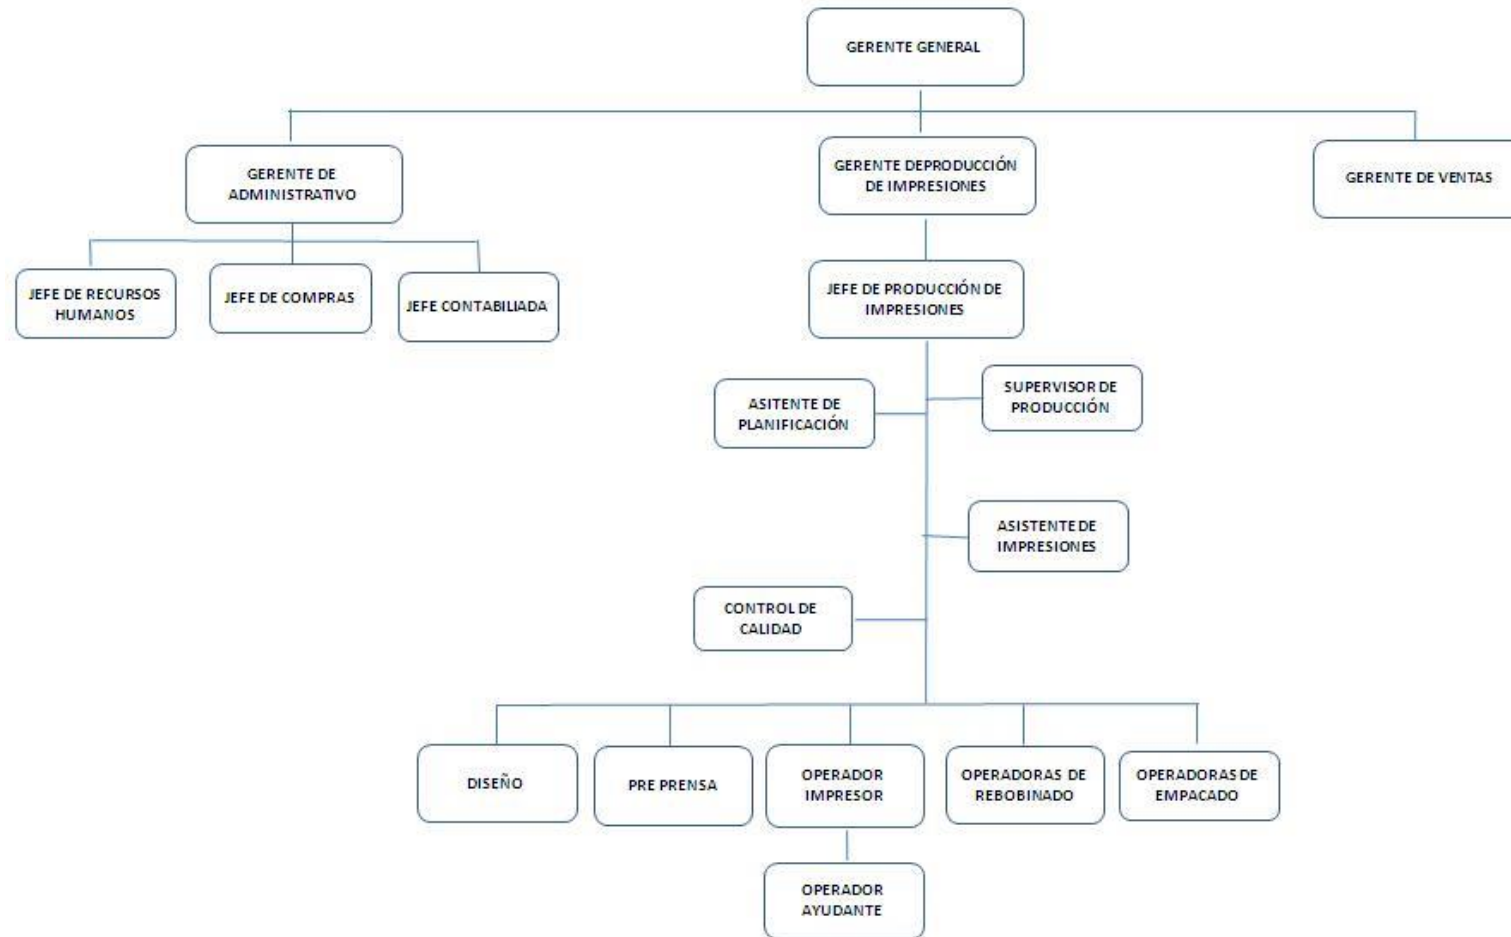 GERENTE GENERAL
GERENTE DE
ADMINISTRATIVO
GERENTE DEPRODUCCIÓN
DE IMPRESIONES
GERENTE DE VENTAS
JEFE DE RECURSOS
HUMANOS
JEFE DE COMPRAS
JEFE CONTABILIADA
JEFE DE PRODUCCIÓN DE
IMPRESIONES
ASITENTE DE
PLANIFICACIÓN
SUPERVISOR DE
PRODUCCIÓN
ASISTENTE DE
IMPRESIONES
CONTROL DE
CALIDAD
DISEÑO
PRE PRENSA
OPERADOR
IMPRESOR
OPERADORAS DE
REBOBINADO
OPERADORAS DE
EMPACADO
OPERADOR
AYUDANTE